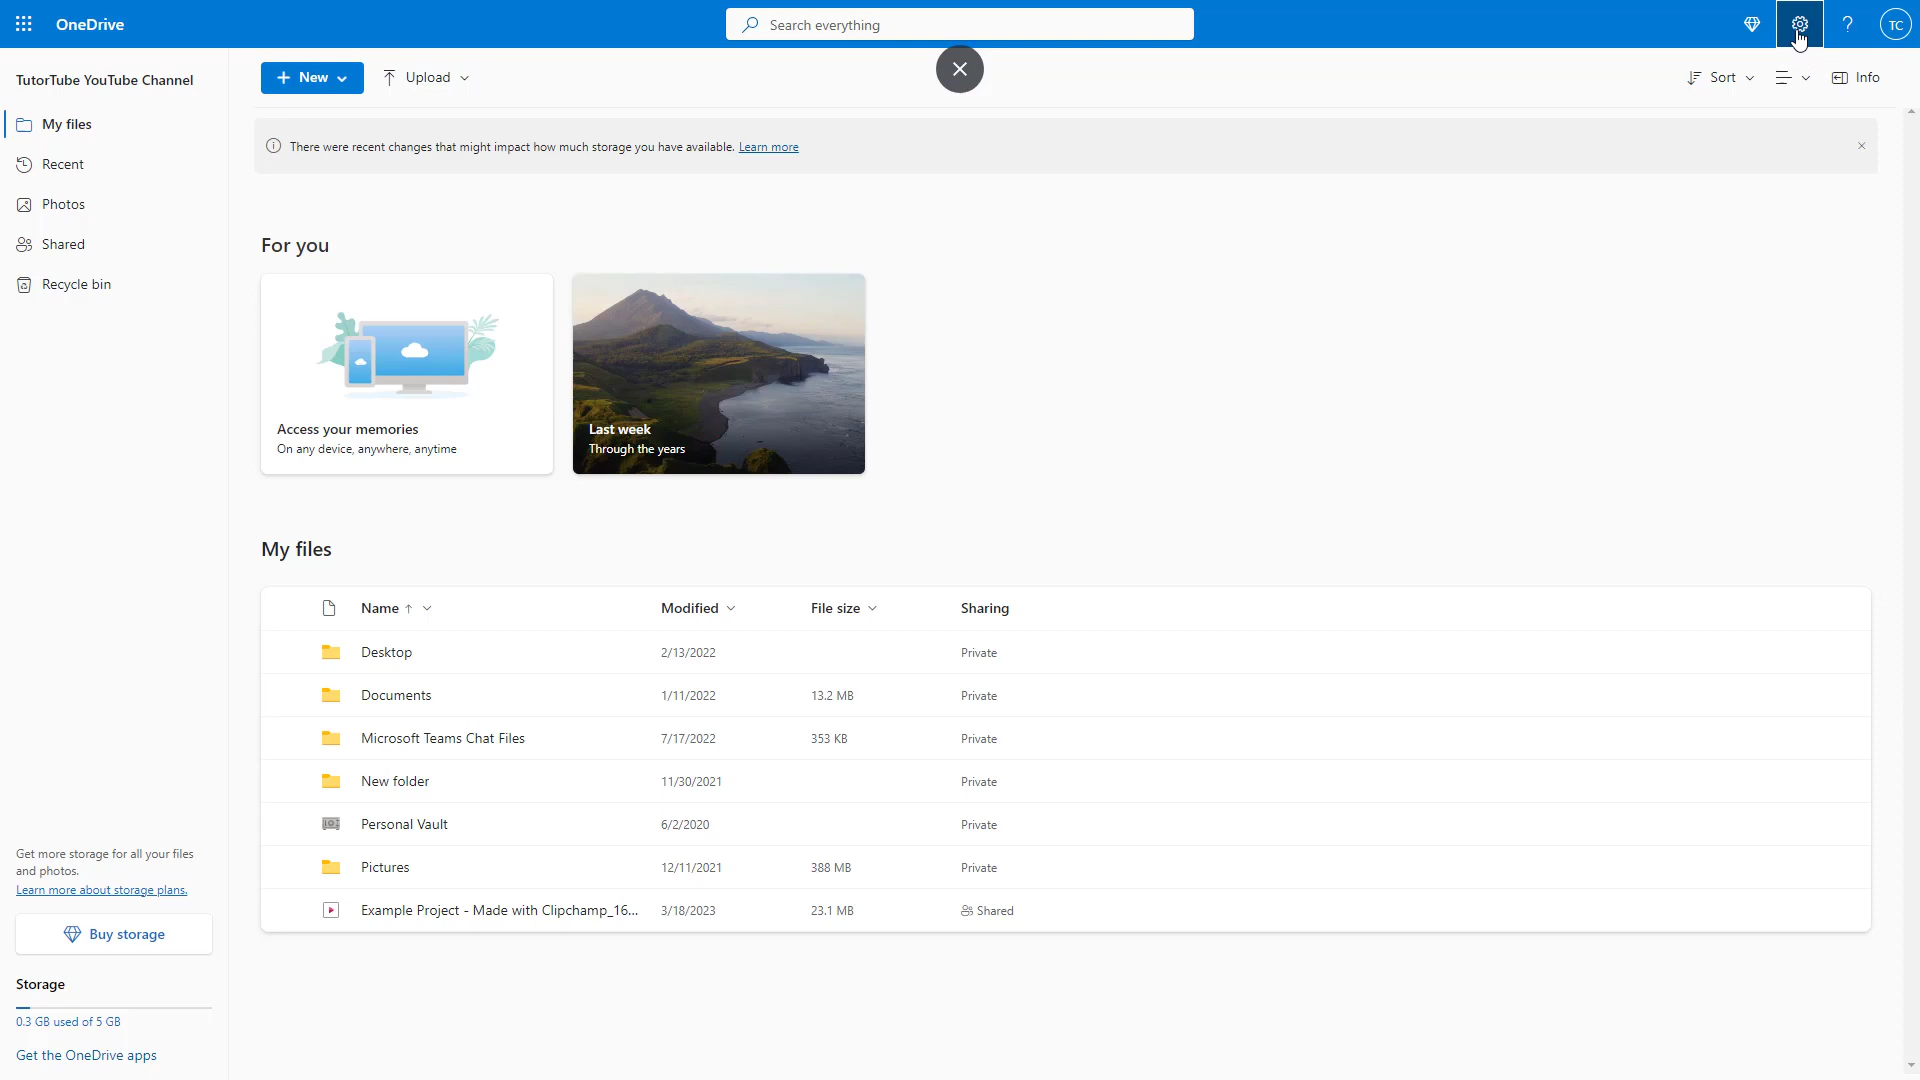 OneDrive
Search everything
?
TC
TutorTube YouTube Channel
New
Upload
Sort
Info
My files
Recent
Photos
Shared
Recycle bin
There were recent changes that might impact how much storage you have available. Learn more
For you
Access your memories
On any device, anywhere, anytime
Last week
Through the years
My files
Name Modified File size Sharing
Desktop 2/13/2022 Private
Documents 1/11/2022 13.2 MB Private
Microsoft Teams Chat Files 7/17/2022 353 KB Private
New folder 11/30/2021 Private
Personal Vault 6/2/2020 Private
Pictures 12/11/2021 388 MB Private
Example Project - Made with Clipchamp_16... 3/18/2023 23.1 MB Shared
Get more storage for all your files
and photos.
Learn more about storage plans.
Buy storage
Storage
0.3 GB used of 5 GB
Get the OneDrive apps